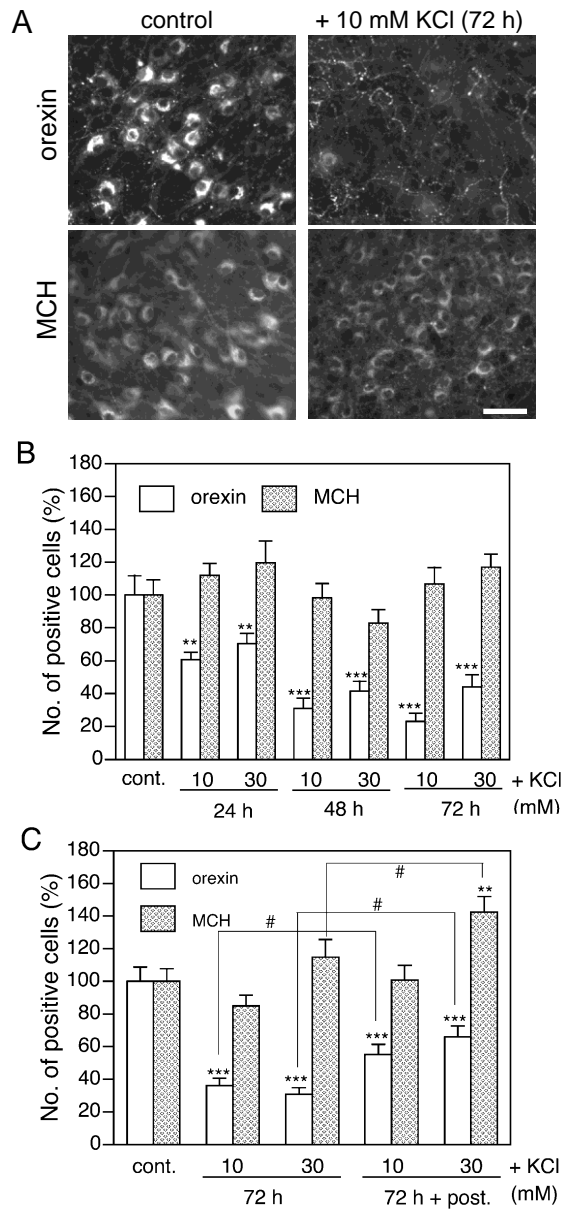 A
control
+ 10 mM KCl (72 h)
orexin
MCH
B
No. of positive cells (%)
180
160
140
120
100
80
60
40
20
0
orexin
MCH
**
**
***
***
***
***
cont.
10
30
10
30
10
30
+ KCl
24 h
48 h
72 h
(mM)
C
No. of positive cells (%)
180
160
140
120
100
80
60
40
20
0
orexin
MCH
#
#
#
***
***
***
***
**
cont.
10
30
10
30
+ KCl
72 h
72 h + post.
(mM)